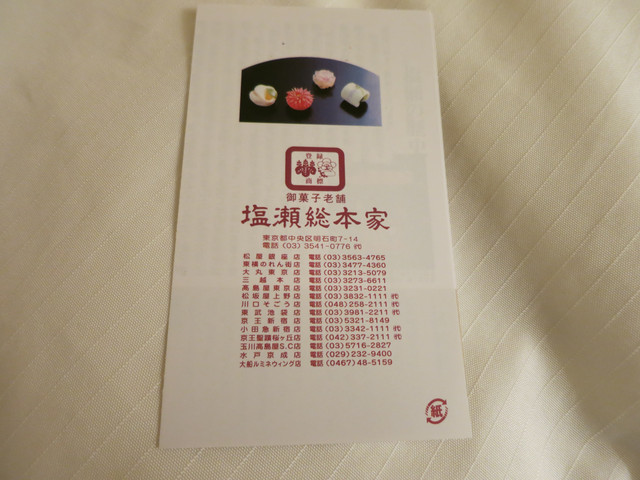 登録
商標
御菓子老舗
塩瀬総本家
東京都中央区明石町7-14
電話 (03) 3541-0776 代
松屋銀座店 電話 (03) 3563-4765
東横のれん街店 電話 (03) 3477-4360
大丸東京店 電話 (03) 3213-5079
三越本店 電話 (03) 3273-6611
高島屋東京店 電話 (03) 3231-0221
松坂屋上野店 電話 (03) 3832-1111 代
川口そごう店 電話 (048) 258-2111 代
東武池袋店 電話 (03) 3981-2211 代
京王新宿店 電話 (03) 5321-8149
小田急新宿店 電話 (03) 3342-1111 代
京王聖蹟桜ヶ丘店 電話 (042) 337-2111 代
玉川高島屋S.C店 電話 (03) 5716-2827
水戸京成店 電話 (029) 232-9400
大船ルミネウィング店 電話 (0467) 48-5159
紙